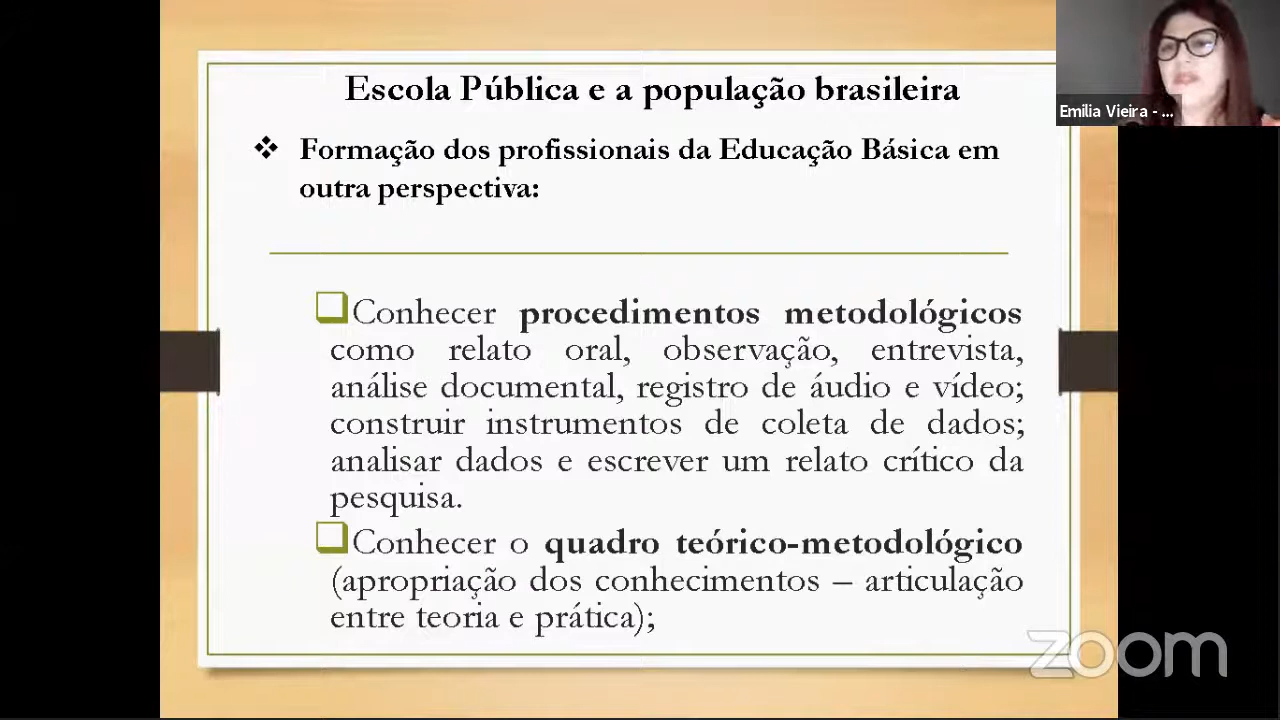 Escola Pública e a população brasileira
Emilia Vieira - ...
❖ Formação dos profissionais da Educação Básica em
outra perspectiva:
❑Conhecer procedimentos metodológicos
como relato oral, observação, entrevista,
análise documental, registro de áudio e vídeo;
construir instrumentos de coleta de dados;
analisar dados e escrever um relato crítico da
pesquisa.
❑Conhecer o quadro teórico-metodológico
(apropriação dos conhecimentos – articulação
entre teoria e prática);
zoom